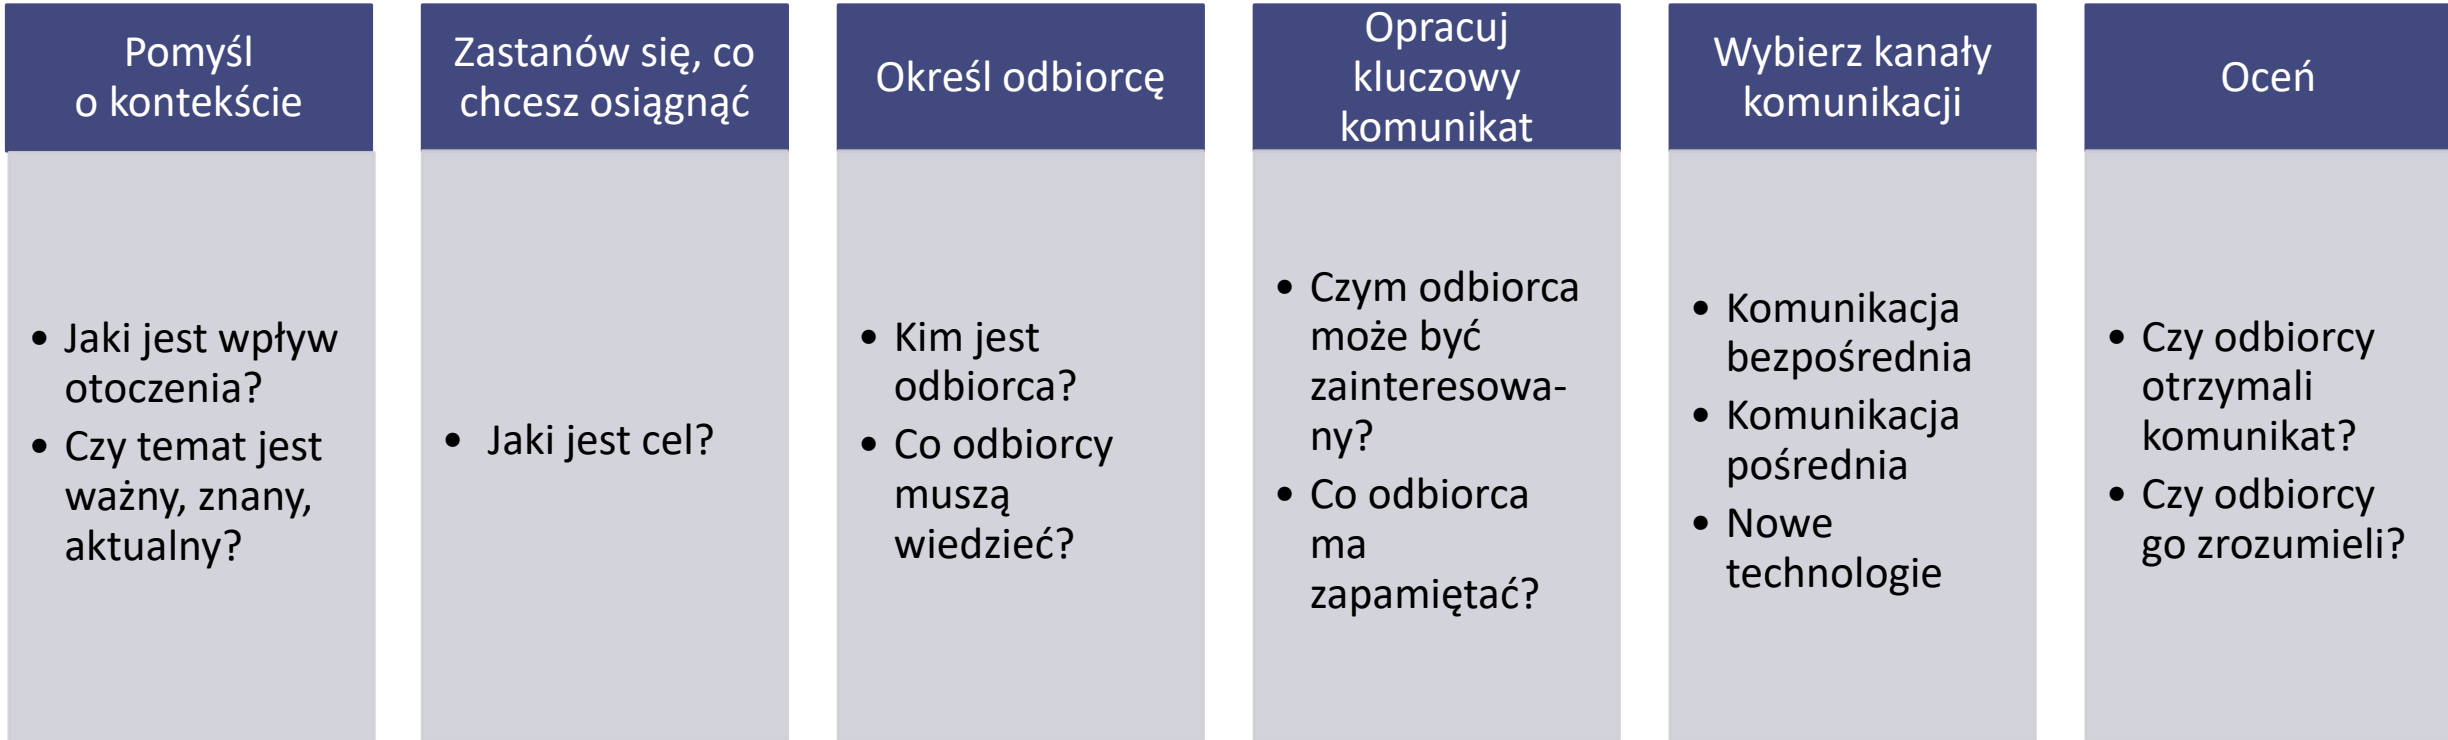 Pomyśl
o kontekście
• Jaki jest wpływ
otoczenia?
• Czy temat jest
ważny, znany,
aktualny?
Zastanów się, co
chcesz osiągnąć
• Jaki jest cel?
Określ odbiorcę
• Kim jest
odbiorca?
• Co odbiorcy
muszą
wiedzieć?
Opracuj
kluczowy
komunikat
• Czym odbiorca
może być
zainteresowa-
ny?
• Co odbiorca
ma
zapamiętać?
Wybierz kanały
komunikacji
• Komunikacja
bezpośrednia
• Komunikacja
pośrednia
• Nowe
technologie
Oceń
• Czy odbiorcy
otrzymali
komunikat?
• Czy odbiorcy
go zrozumieli?